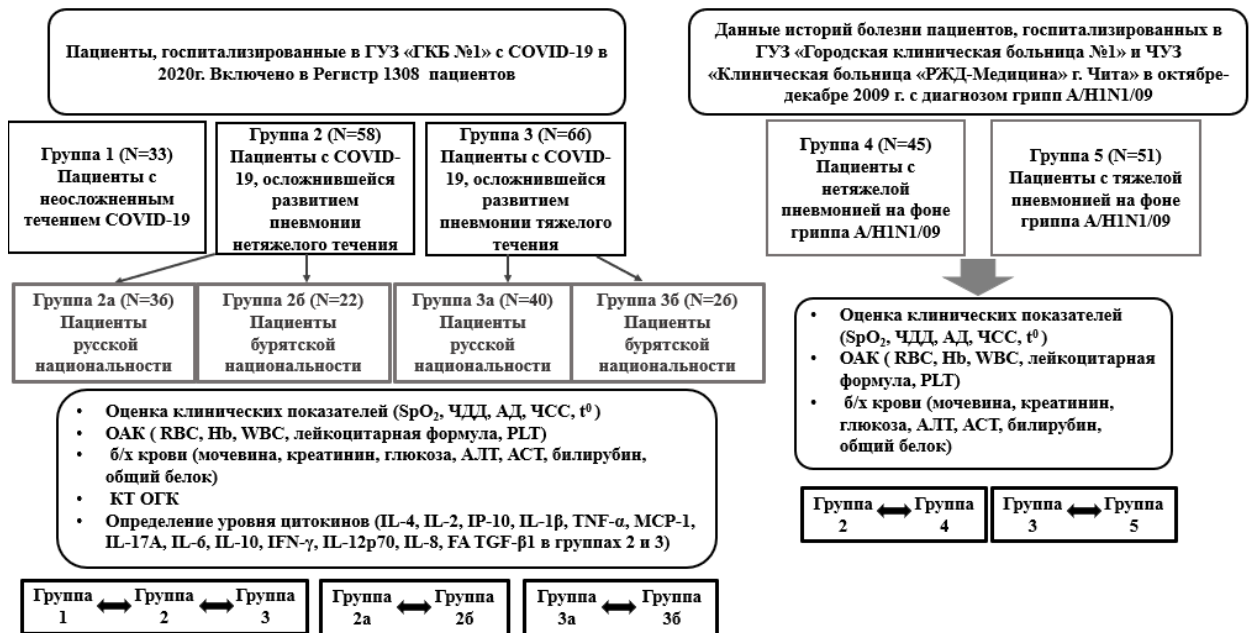 Пациенты, госпитализированные в ГУЗ «ГКБ №1» с COVID-19 в
2020г. Включено в Регистр 1308 пациентов
Данные историй болезни пациентов, госпитализированных в
ГУЗ «Городская клиническая больница №1» и ЧУЗ
«Клиническая больница «РЖД-Медицина» г. Чита» в октябре-
декабре 2009 г. с диагнозом грипп А/H1N1/09
Группа 1 (N=33)
Пациенты с
неосложненным
течением COVID-19
Группа 2 (N=58)
Пациенты с COVID-
19, осложнившейся
развитием
пневмонии
нетяжелого течения
Группа 3 (N=66)
Пациенты с COVID-
19, осложнившейся
развитием
пневмонии тяжелого
течения
Группа 4 (N=45)
Пациенты с
нетяжелой
пневмонией на фоне
гриппа А/H1N1/09
Группа 5 (N=51)
Пациенты с тяжелой
пневмонией на фоне
гриппа А/H1N1/09
Группа 2а (N=36)
Пациенты
русской
национальности
Группа 2б (N=22)
Пациенты
бурятской
национальности
Группа 3а (N=40)
Пациенты
русской
национальности
Группа 3б (N=26)
Пациенты
бурятской
национальности
• Оценка клинических показателей (SpO₂, ЧДД, АД, ЧСС, t⁰ )
• ОАК ( RBC, Hb, WBC, лейкоцитарная формула, PLT)
• б/х крови (мочевина, креатинин, глюкоза, АЛТ, АСТ, билирубин,
общий белок)
• КТ ОГК
• Определение уровня цитокинов (IL-4, IL-2, IP-10, IL-1β, TNF-α, MCP-1,
IL-17A, IL-6, IL-10, IFN-γ, IL-12p70, IL-8, FA TGF-β1 в группах 2 и 3)
• Оценка клинических показателей
(SpO₂, ЧДД, АД, ЧСС, t⁰ )
• ОАК ( RBC, Hb, WBC, лейкоцитарная
формула, PLT)
• б/х крови (мочевина, креатинин,
глюкоза, АЛТ, АСТ, билирубин,
общий белок)
Группа Группа
2 4
Группа Группа
3 5
Группа Группа Группа
1 2 3
Группа Группа
2а 2б
Группа Группа
3а 3б